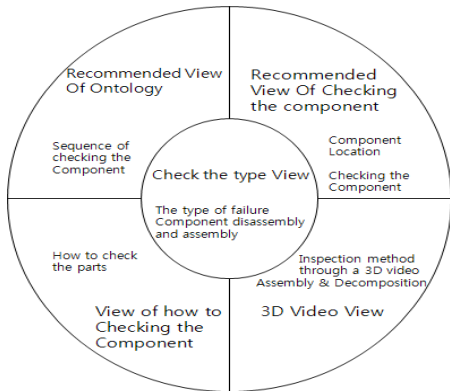 Recommended View
Of Ontology
Sequence of
checking the
Component
Recommended
View Of Checking
the component
Component
Location
Checking the
Component
Check the type View
The type of failure
Component disassembly
and assembly
How to check
the parts
View of how to
Checking the
Component
Inspection method
through a 3D video
Assembly & Decomposition
3D Video View